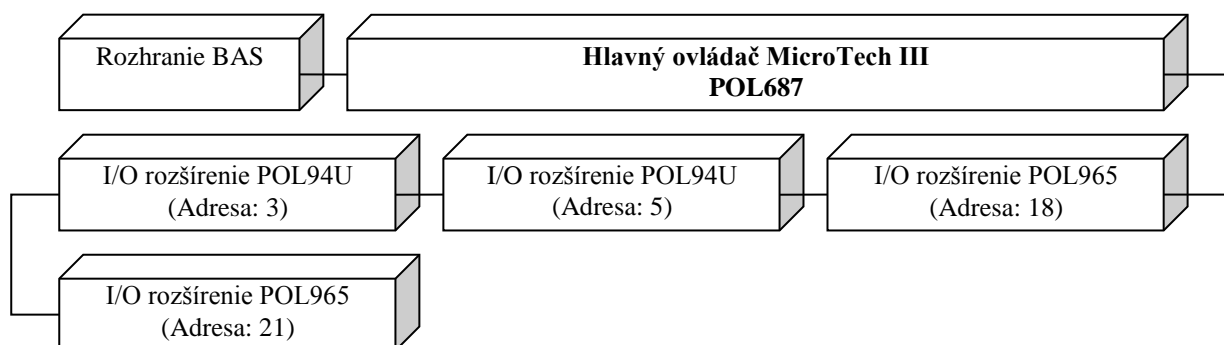 Rozhranie BAS
Hlavný ovládač MicroTech III
POL687
I/O rozšírenie POL94U
(Adresa: 3)
I/O rozšírenie POL94U
(Adresa: 5)
I/O rozšírenie POL965
(Adresa: 18)
I/O rozšírenie POL965
(Adresa: 21)